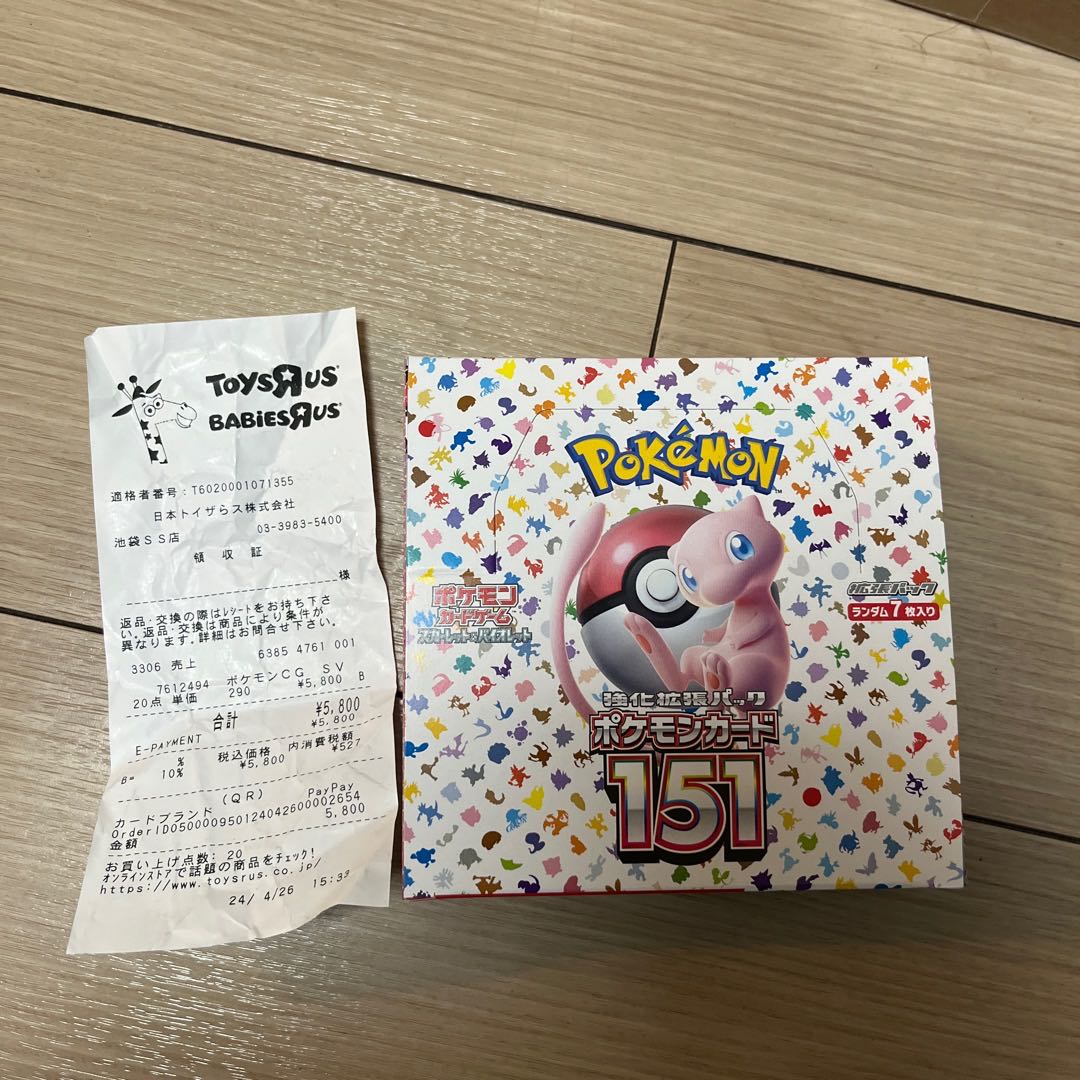 TOYSЯUS
BABIESЯUS
適格者番号:T6020001071355
日本トイザらス株式会社
03-3983-5400
池袋SS店
領 収 証
様
返品・交換の際はレシートをお持ち下さ
い。返品・交換は商品により条件が
異なります。詳細はお問合せ下さい。
3306 売上 6385 4761 001
7612494 ポケモンCG SV
20点 単価 290 ¥5,800 B
合計 ¥5,800
E-PAYMENT ¥5,800
% 税込価格 内消費税額
B= 10% ¥5,800 ¥527
(QR) PayPay
カードブランド
OrderID050000950124042600002654
金額 5,800
お買い上げ点数: 20
オンラインストアで話題の商品をチェック!
https://www.toysrus.co.jp/
24/ 4/26 15:33
POKéMON
TM
ポケモン
カードゲーム
スカーレット&バイオレット
拡張パック
ランダム7枚入り
強化拡張パック
ポケモンカード
151